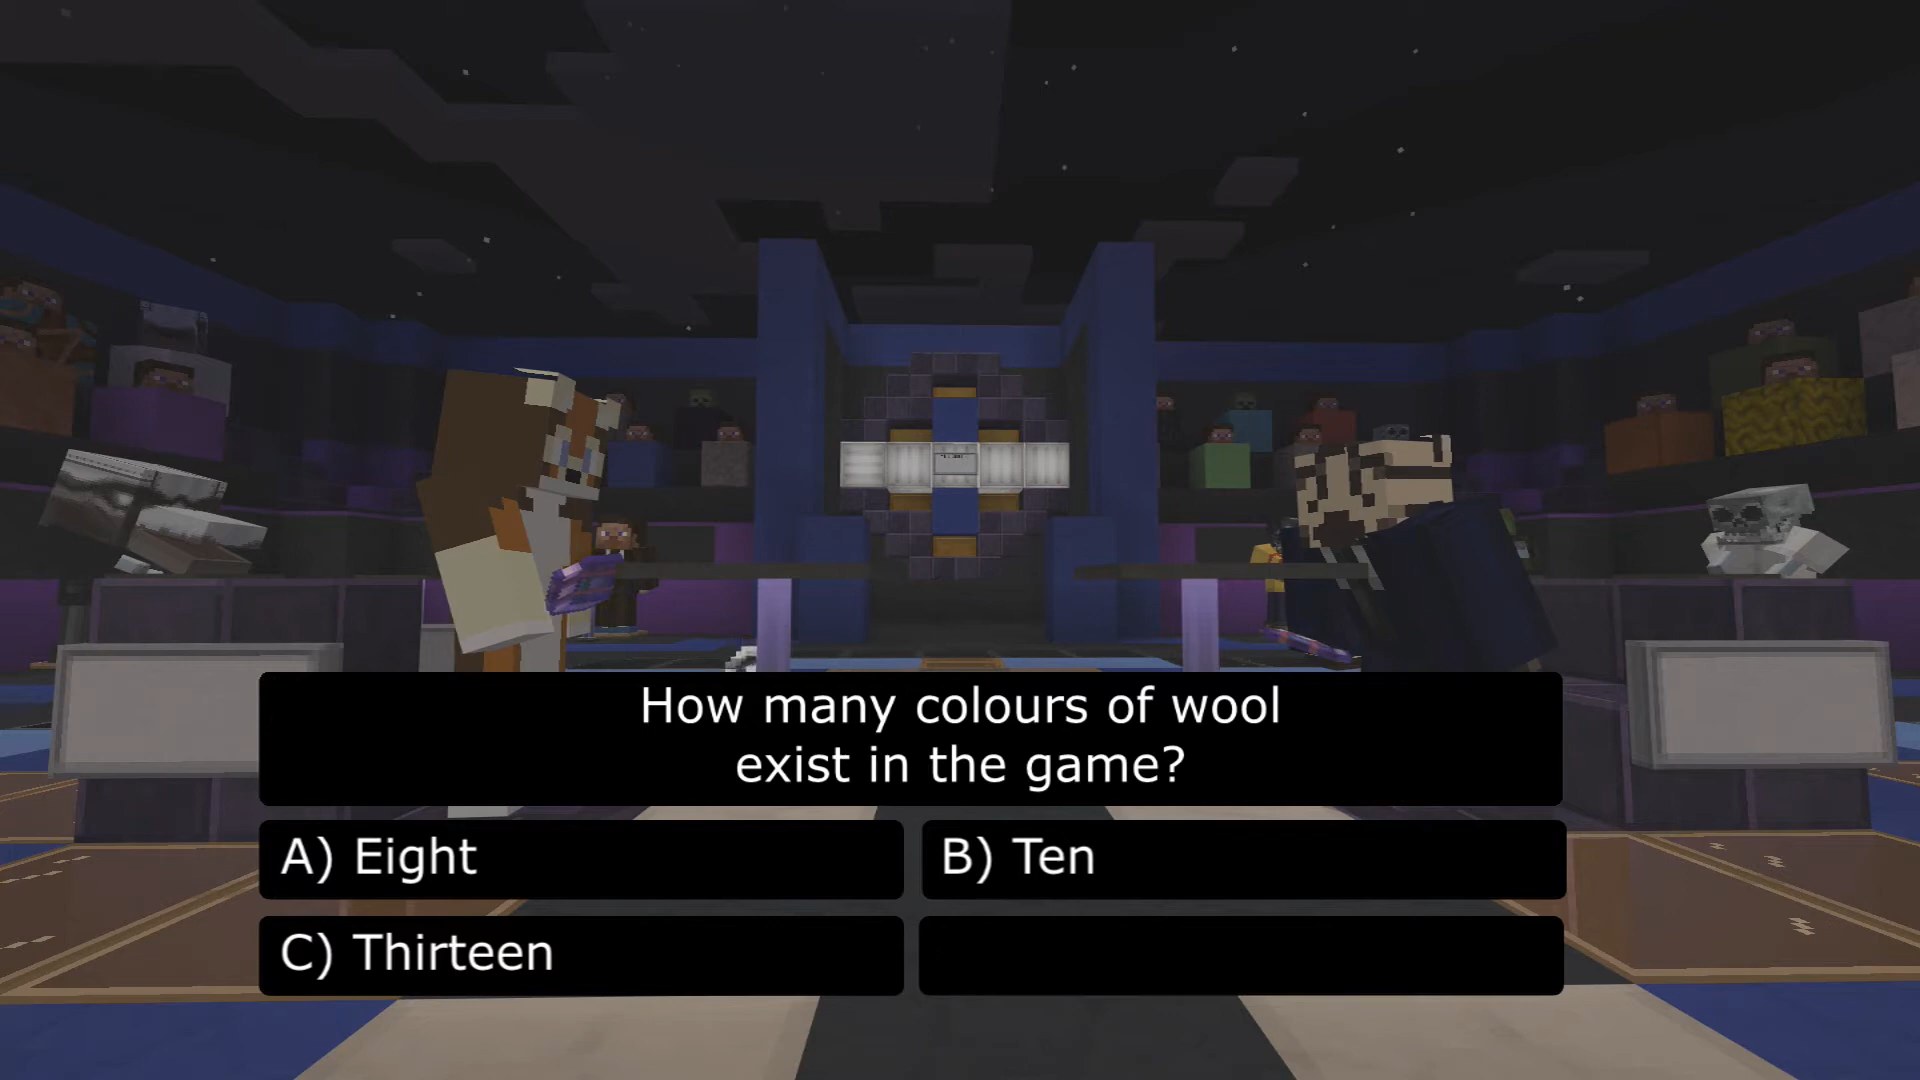 How many colours of wool
exist in the game?
A) Eight
B) Ten
C) Thirteen